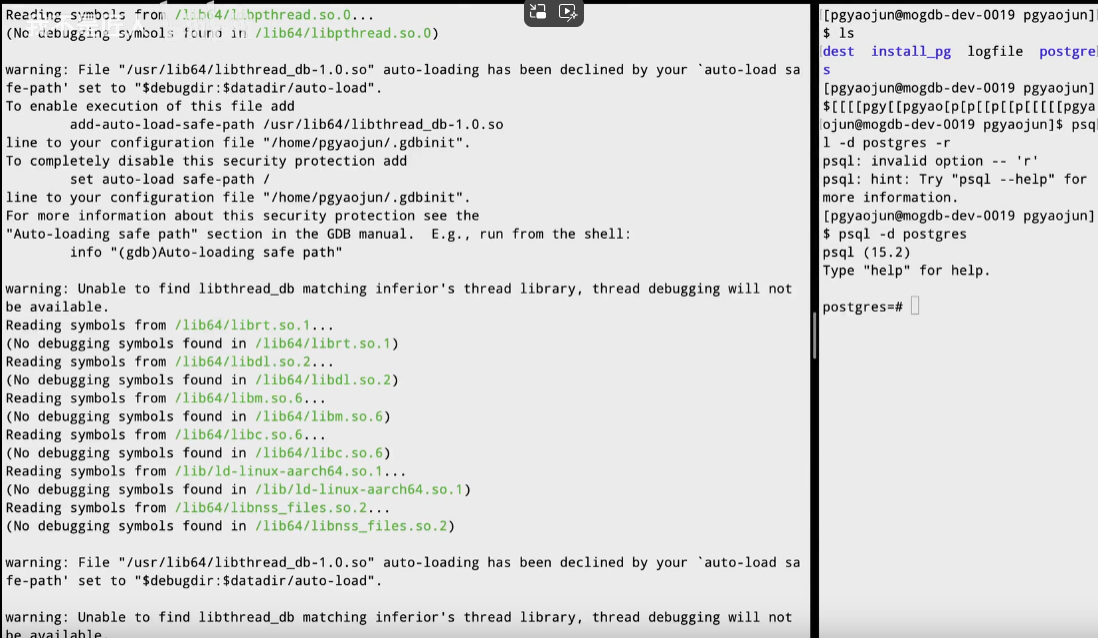 Reading symbols from /lib64/libpthread.so.0...
(No debugging symbols found in /lib64/libpthread.so.0)
warning: File "/usr/lib64/libthread_db-1.0.so" auto-loading has been declined by your `auto-load sa
fe-path' set to "$debugdir:$datadir/auto-load".
To enable execution of this file add
add-auto-load-safe-path /usr/lib64/libthread_db-1.0.so
line to your configuration file "/home/pgyaojun/.gdbinit".
To completely disable this security protection add
set auto-load safe-path /
line to your configuration file "/home/pgyaojun/.gdbinit".
For more information about this security protection see the
"Auto-loading safe path" section in the GDB manual.  E.g., run from the shell:
info "(gdb)Auto-loading safe path"
warning: Unable to find libthread_db matching inferior's thread library, thread debugging will not
be available.
Reading symbols from /lib64/librt.so.1...
(No debugging symbols found in /lib64/librt.so.1)
Reading symbols from /lib64/libdl.so.2...
(No debugging symbols found in /lib64/libdl.so.2)
Reading symbols from /lib64/libm.so.6...
(No debugging symbols found in /lib64/libm.so.6)
Reading symbols from /lib64/libc.so.6...
(No debugging symbols found in /lib64/libc.so.6)
Reading symbols from /lib/ld-linux-aarch64.so.1...
(No debugging symbols found in /lib/ld-linux-aarch64.so.1)
Reading symbols from /lib64/libnss_files.so.2...
(No debugging symbols found in /lib64/libnss_files.so.2)
warning: File "/usr/lib64/libthread_db-1.0.so" auto-loading has been declined by your `auto-load sa
fe-path' set to "$debugdir:$datadir/auto-load".
warning: Unable to find libthread_db matching inferior's thread library, thread debugging will not
be available.
[pgyaojun@mogdb-dev-0019 pgyaojun]
$ ls
dest  install_pg  logfile  postgre
s
[pgyaojun@mogdb-dev-0019 pgyaojun]
$[[[[pgy[[pgyao[p[p[[p[[p[[[[[pgya
ojun@mogdb-dev-0019 pgyaojun]$ psq
l -d postgres -r
psql: invalid option -- 'r'
psql: hint: Try "psql --help" for
more information.
[pgyaojun@mogdb-dev-0019 pgyaojun]
$ psql -d postgres
psql (15.2)
Type "help" for help.
postgres=#